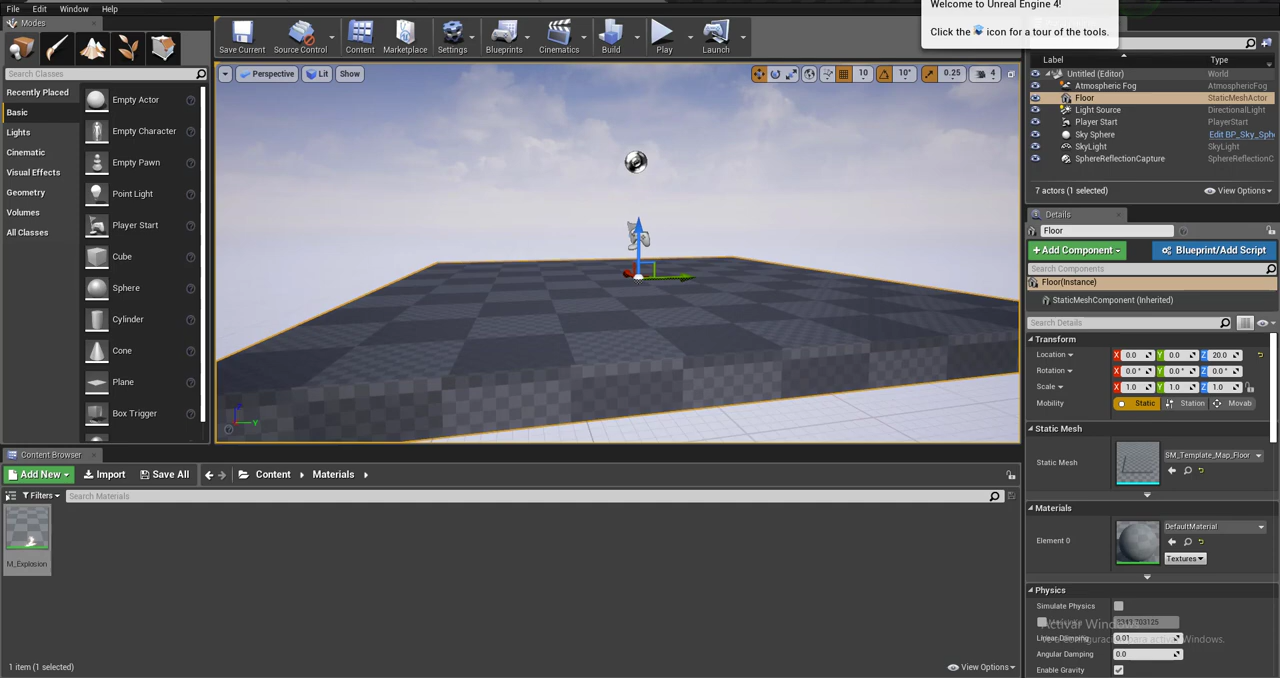 File Edit Window Help
Welcome to Unreal Engine 4!
Click the icon for a tour of the tools.
Modes
Save Current Source Control Content Marketplace Settings Blueprints Cinematics Build Play Launch
Search Classes
Recently Placed
Basic
Lights
Cinematic
Visual Effects
Geometry
Volumes
All Classes
Empty Actor
Empty Character
Empty Pawn
Point Light
Player Start
Cube
Sphere
Cylinder
Cone
Plane
Box Trigger
Perspective Lit Show
10 10° 0.25 4
X Y
Label Type
Untitled (Editor) World
Atmospheric Fog AtmosphericFog
Floor StaticMeshActor
Light Source DirectionalLight
Player Start PlayerStart
Sky Sphere Edit BP_Sky_Sph
SkyLight SkyLight
SphereReflectionCapture SphereReflectionC
7 actors (1 selected) View Options
Details
Floor
+Add Component Blueprint/Add Script
Search Components
Floor(Instance)
StaticMeshComponent (Inherited)
Search Details
Transform
Location X 0.0 Y 0.0 Z 20.0
Rotation X 0.0° Y 0.0° Z 0.0°
Scale X 1.0 Y 1.0 Z 1.0
Mobility Static Station Movab
Static Mesh
Static Mesh SM_Template_Map_Floor
Materials
Element 0 DefaultMaterial
Textures
Physics
Simulate Physics
Linear Damping 0.01
Angular Damping 0.0
Enable Gravity
Activar Windows
Content Browser
Add New Import Save All Content Materials
Filters Search Materials
M_Explosion
1 item (1 selected) View Options